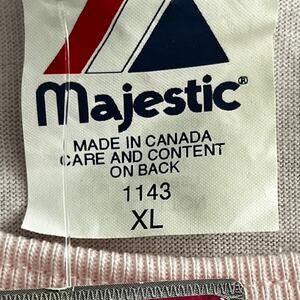 Majestic®
MADE IN CANADA
CARE AND CONTENT
ON BACK
1143
XL